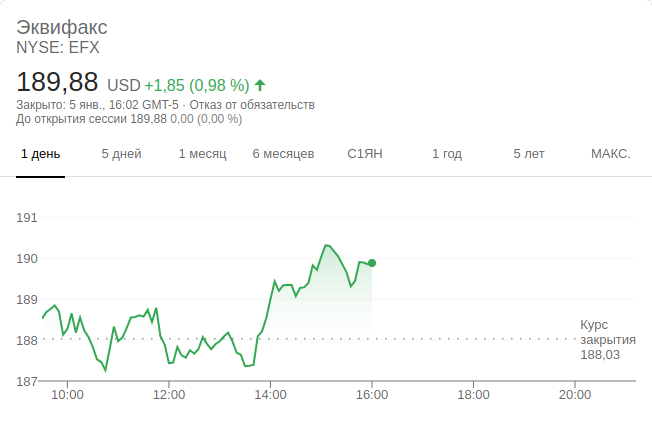 Эквифакс
NYSE: EFX
189,88 USD +1,85 (0,98 %)
Закрыто: 5 янв., 16:02 GMT-5 · Отказ от обязательств
До открытия сессии 189,88 0,00 (0,00 %)
1 день 5 дней 1 месяц 6 месяцев С1ЯН 1 год 5 лет МАКС.
191
190
189
188
187
Курс
закрытия
188,03
10:00 12:00 14:00 16:00 18:00 20:00